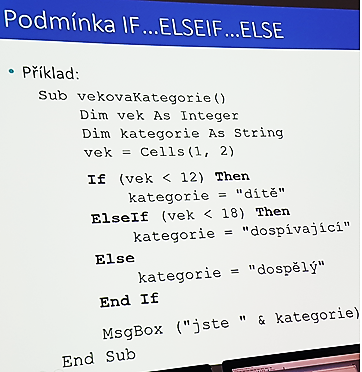 Podmínka IF...ELSEIF...ELSE
• Příklad:
Sub vekovaKategorie()
Dim vek As Integer
Dim kategorie As String
vek = Cells(1, 2)
If (vek < 12) Then
kategorie = "dítě"
ElseIf (vek < 18) Then
kategorie = "dospívající"
Else
kategorie = "dospělý"
End If
MsgBox ("jste " & kategorie)
End Sub